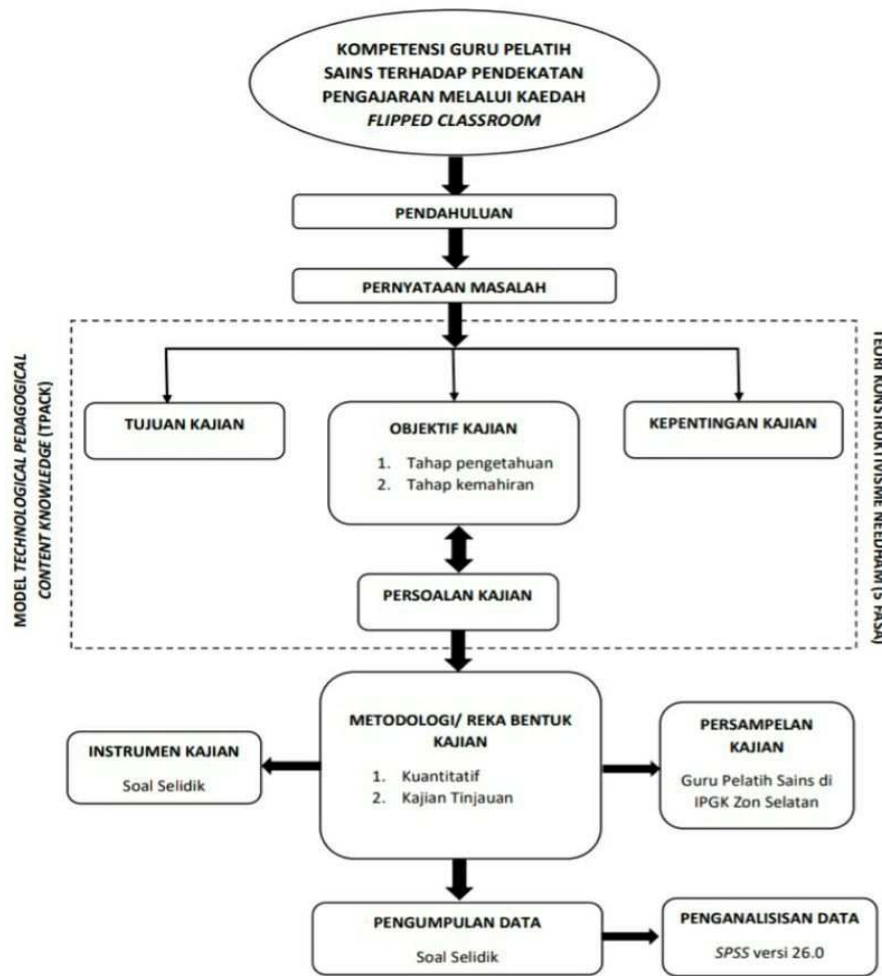 KOMPETENSI GURU PELATIH
SAINS TERHADAP PENDEKATAN
PENGAJARAN MELALUI KAEDAH
FLIPPED CLASSROOM
PENDAHULUAN
PERNYATAAN MASALAH
MODEL TECHNOLOGICAL PEDAGOGICAL
CONTENT KNOWLEDGE (TPACK)
TUJUAN KAJIAN
OBJEKTIF KAJIAN
1. Tahap pengetahuan
2. Tahap kemahiran
KEPENTINGAN KAJIAN
TEORI KONSTRUKTIVISME NEEDHAM (5 FASA)
PERSOALAN KAJIAN
METODOLOGI/ REKA BENTUK
KAJIAN
1. Kuantitatif
2. Kajian Tinjauan
INSTRUMEN KAJIAN
Soal Selidik
PERSAMPELAN
KAJIAN
Guru Pelatih Sains di
IPGK Zon Selatan
PENGUMPULAN DATA
Soal Selidik
PENGANALISISAN DATA
SPSS versi 26.0